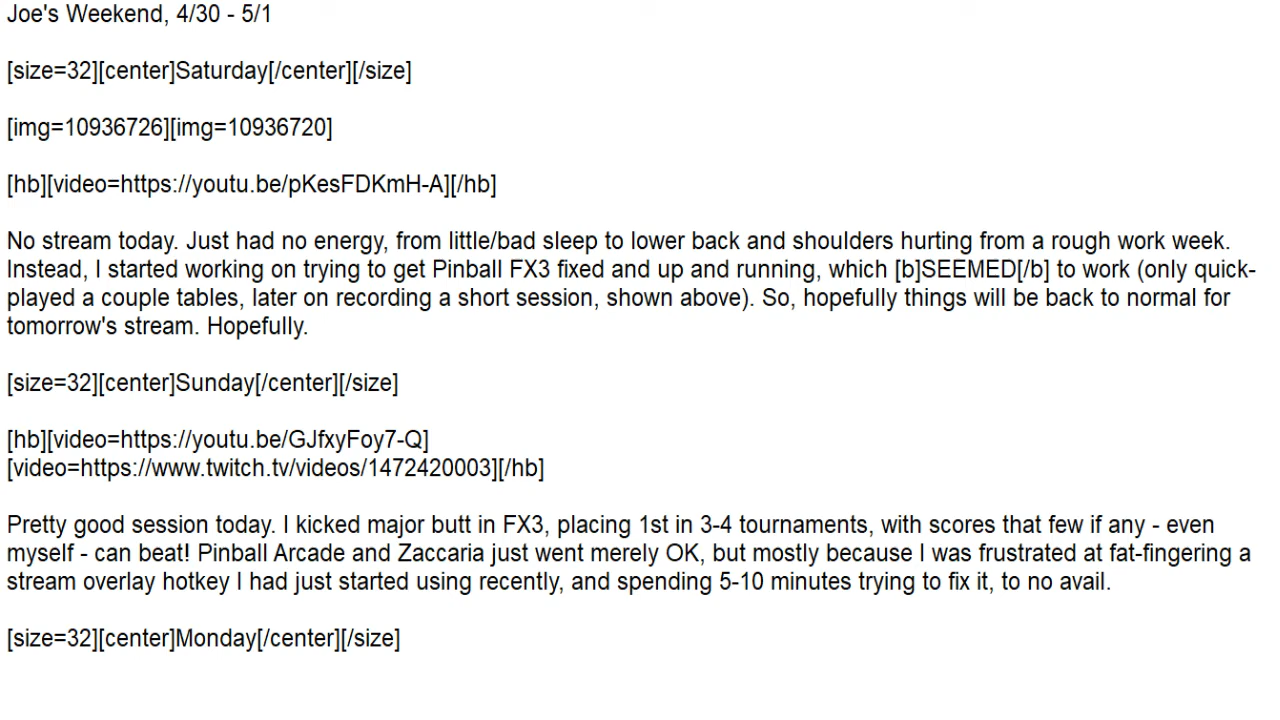 Joe's Weekend, 4/30 - 5/1
[size=32][center]Saturday[/center][/size]
[img=10936726][img=10936720]
[hb][video=https://youtu.be/pKesFDKmH-A][/hb]
No stream today. Just had no energy, from little/bad sleep to lower back and shoulders hurting from a rough work week.
Instead, I started working on trying to get Pinball FX3 fixed and up and running, which [b]SEEMED[/b] to work (only quick-
played a couple tables, later on recording a short session, shown above). So, hopefully things will be back to normal for
tomorrow's stream. Hopefully.
[size=32][center]Sunday[/center][/size]
[hb][video=https://youtu.be/GJfxyFoy7-Q]
[video=https://www.twitch.tv/videos/1472420003][/hb]
Pretty good session today. I kicked major butt in FX3, placing 1st in 3-4 tournaments, with scores that few if any - even
myself - can beat! Pinball Arcade and Zaccaria just went merely OK, but mostly because I was frustrated at fat-fingering a
stream overlay hotkey I had just started using recently, and spending 5-10 minutes trying to fix it, to no avail.
[size=32][center]Monday[/center][/size]